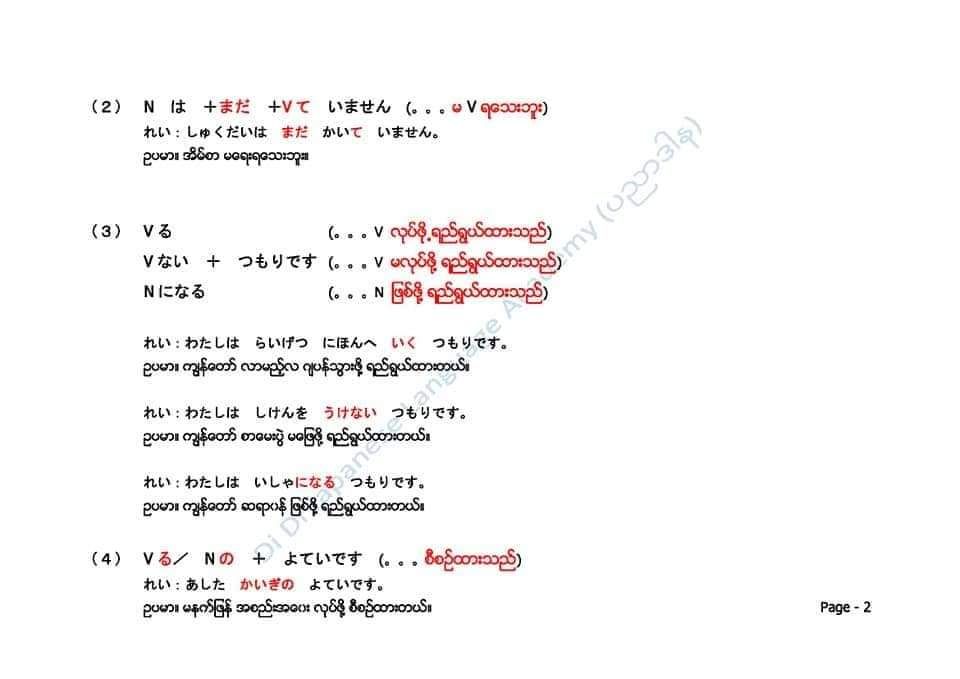 (2) N は +まだ +Vて いません (。。。မ V ရသေးဘူး)
れい：しゅくだいは まだ かいて いません。
ဥပမာ။ အိမ်စာ မရေးရသေးဘူး။
(3) Vる (。。。V လုပ်ဖို့ ရည်ရွယ်ထားသည်)
Vない + つもりです (。。。V မလုပ်ဖို့ ရည်ရွယ်ထားသည်)
Nになる (。。。N ဖြစ်ဖို့ ရည်ရွယ်ထားသည်)
れい：わたしは らいげつ にほんへ いく つもりです。
ဥပမာ။ ကျွန်တော် လာမည့်လ ဂျပန်သွားဖို့ ရည်ရွယ်ထားတယ်။
れい：わたしは しけんを うけない つもりです。
ဥပမာ။ ကျွန်တော် စာမေးပွဲ မဖြေဖို့ ရည်ရွယ်ထားတယ်။
れい：わたしは いしゃになる つもりです。
ဥပမာ။ ကျွန်တော် ဆရာဝန် ဖြစ်ဖို့ ရည်ရွယ်ထားတယ်။
(4) Vる／ Nの + よていです (。。。စီစဉ်ထားသည်)
れい：あした かいぎの よていです。
ဥပမာ။ မနက်ဖြန် အစည်းအဝေး လုပ်ဖို့ စီစဉ်ထားတယ်။
Page - 2
Di Di Japanese Language Academy (ပညာဒါန)